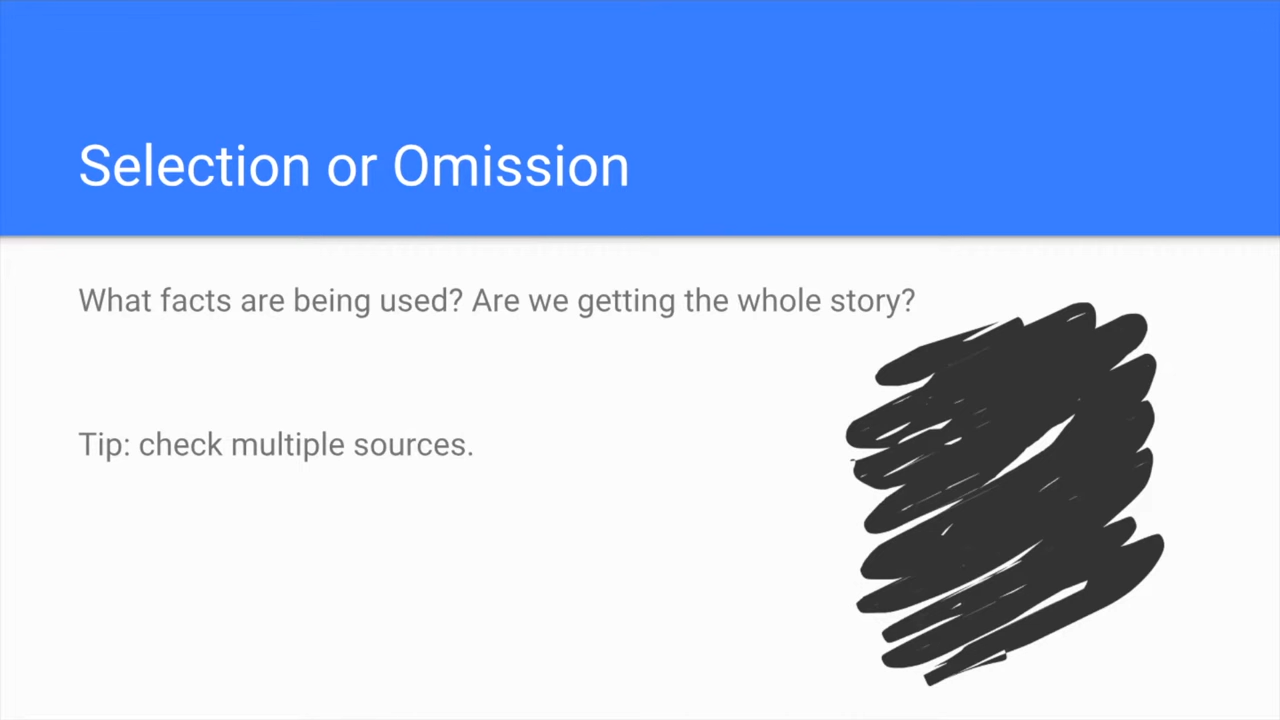 Selection or Omission
What facts are being used? Are we getting the whole story?
Tip: check multiple sources.